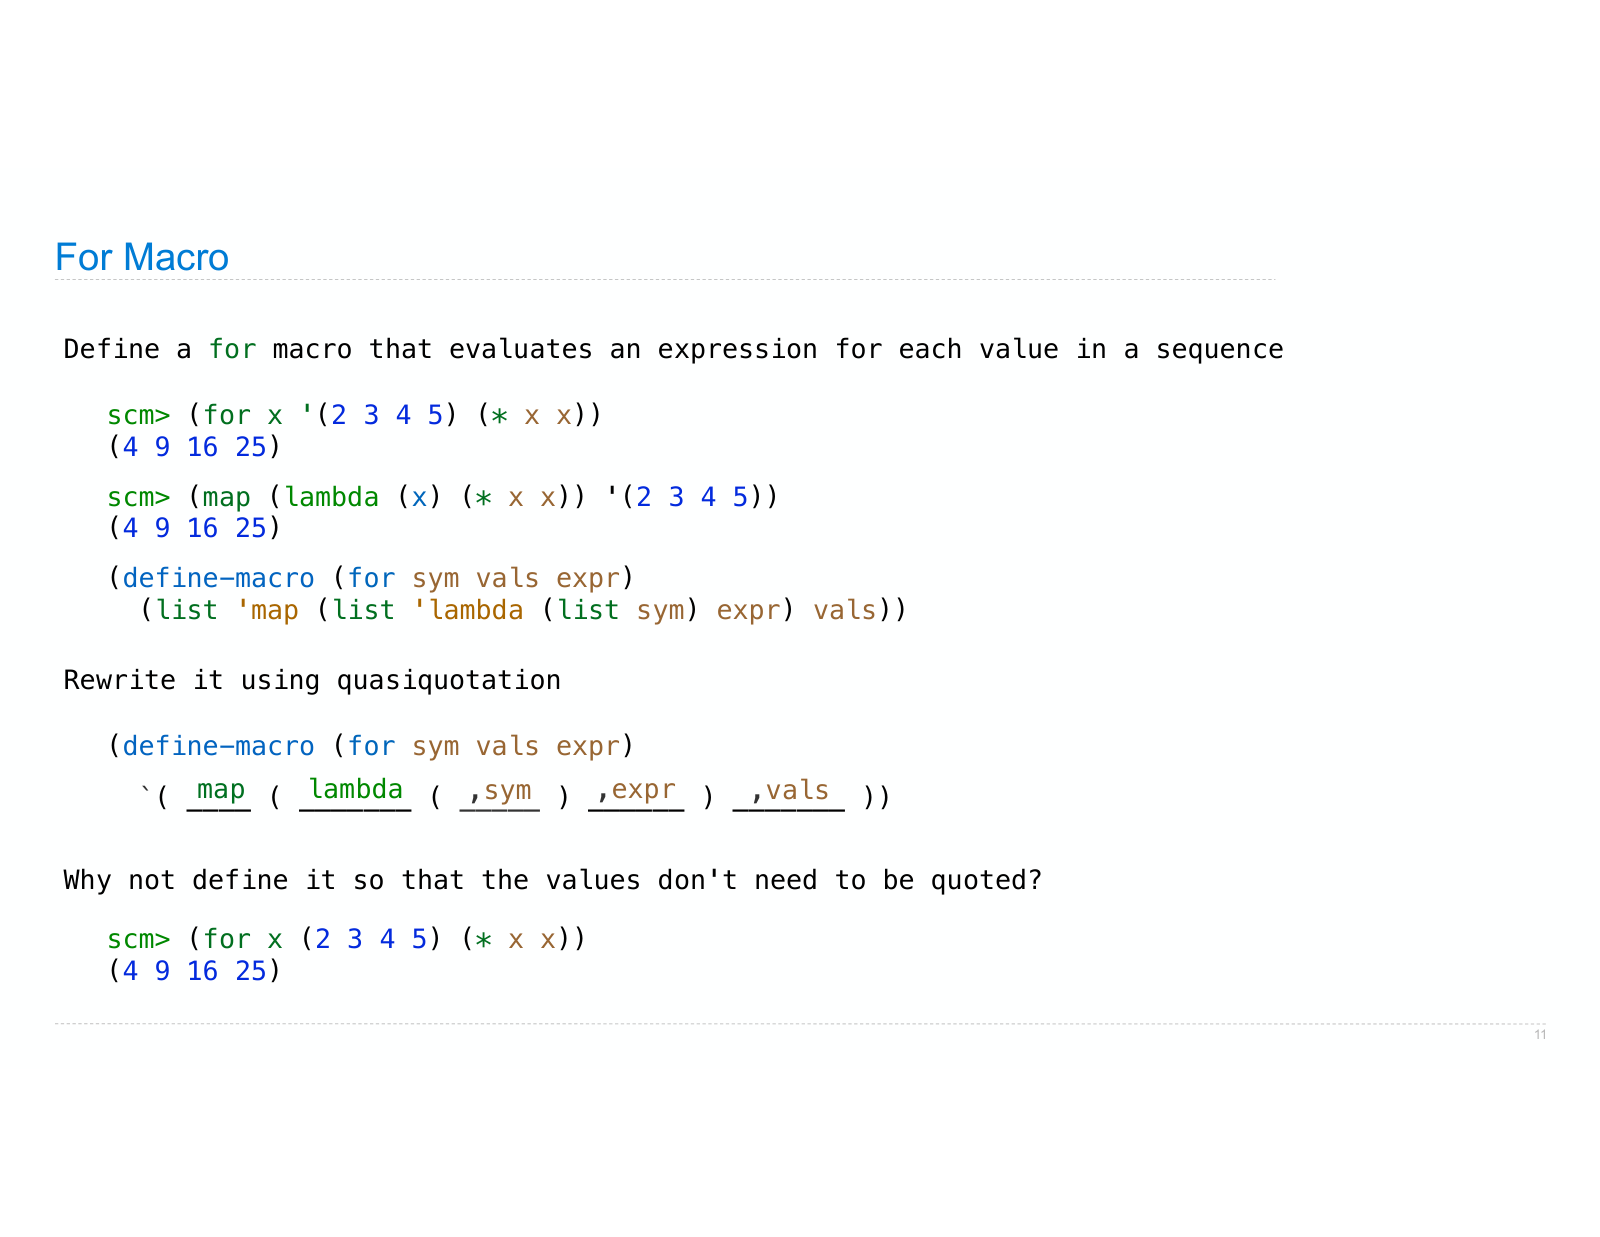 For Macro
Define a for macro that evaluates an expression for each value in a sequence
scm> (for x '(2 3 4 5) (* x x))
(4 9 16 25)
scm> (map (lambda (x) (* x x)) '(2 3 4 5))
(4 9 16 25)
(define-macro (for sym vals expr)
(list 'map (list 'lambda (list sym) expr) vals))
Rewrite it using quasiquotation
(define-macro (for sym vals expr)
`( map ( lambda ( ,sym ) ,expr ) ,vals ))
Why not define it so that the values don't need to be quoted?
scm> (for x (2 3 4 5) (* x x))
(4 9 16 25)
11